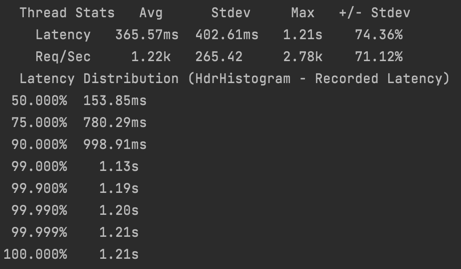 Thread Stats   Avg      Stdev     Max   +/- Stdev
Latency   365.57ms  402.61ms   1.21s    74.36%
Req/Sec     1.22k   265.42     2.78k    71.12%
Latency Distribution (HdrHistogram - Recorded Latency)
50.000%  153.85ms
75.000%  780.29ms
90.000%  998.91ms
99.000%    1.13s
99.900%    1.19s
99.990%    1.20s
99.999%    1.21s
100.000%    1.21s